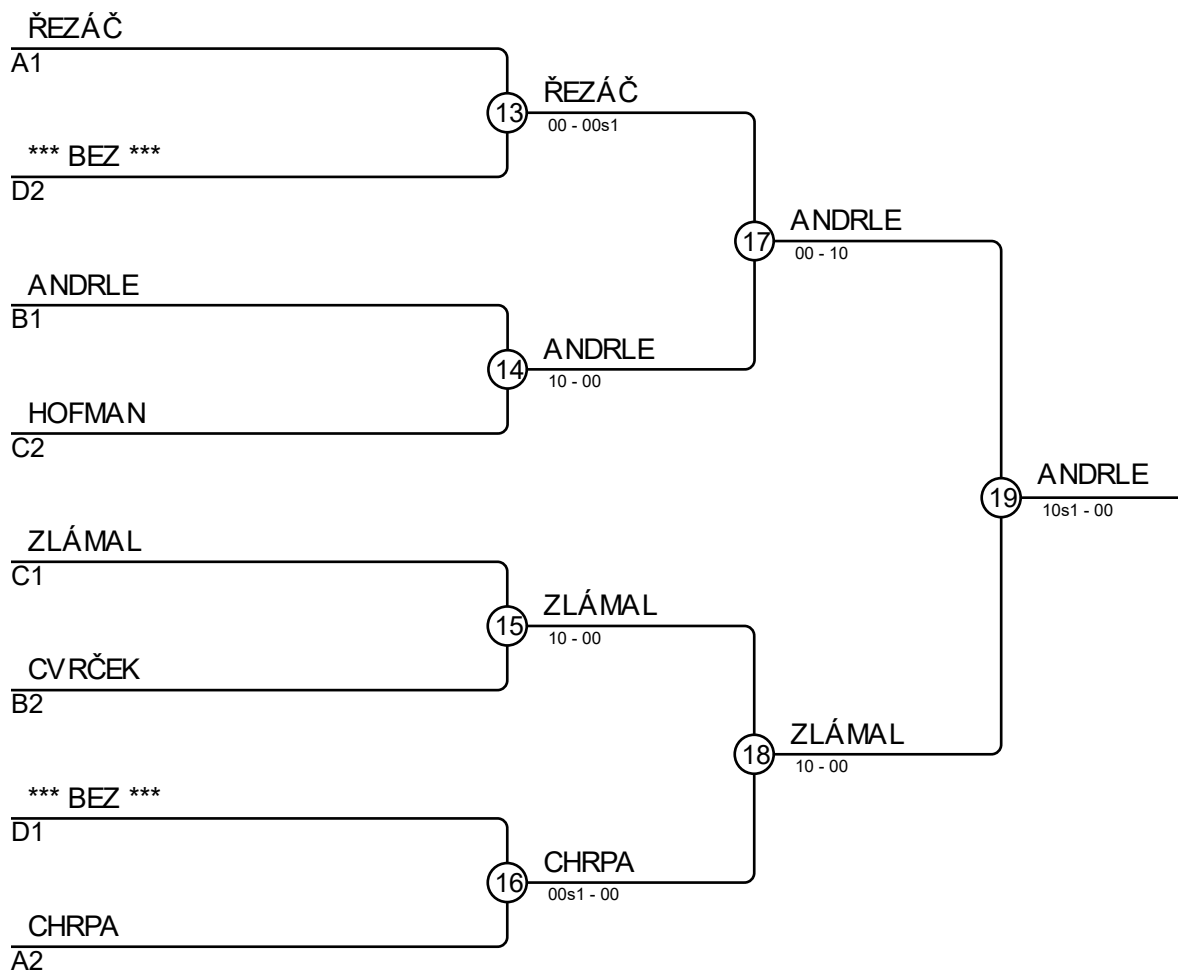 ŘEZÁČ
A1
13
ŘEZÁČ
00 - 00s1
*** BEZ ***
D2
17
ANDRLE
00 - 10
ANDRLE
B1
14
ANDRLE
10 - 00
HOFMAN
C2
19
ANDRLE
10s1 - 00
ZLÁMAL
C1
15
ZLÁMAL
10 - 00
CVRČEK
B2
18
ZLÁMAL
10 - 00
*** BEZ ***
D1
16
CHRPA
00s1 - 00
CHRPA
A2